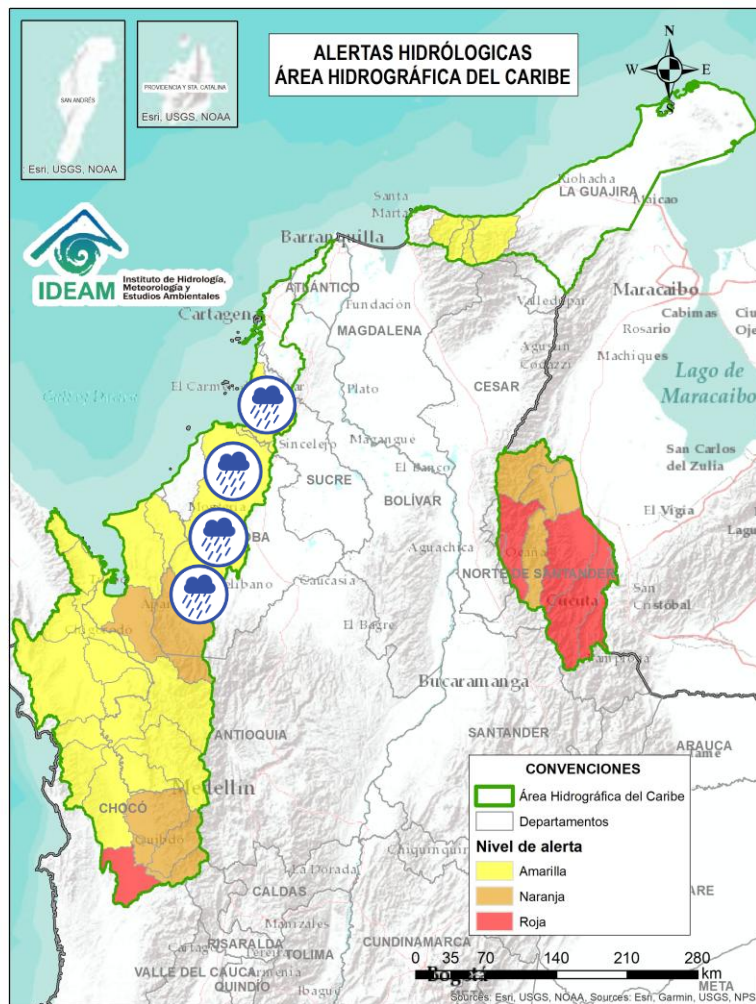 ALERTAS HIDRÓLOGICAS
ÁREA HIDROGRÁFICA DEL CARIBE
SAN ANDRÉS
Esri, USGS, NOAA
PROVIDENCIA Y STA. CATALINA
Esri, USGS, NOAA
N
W
E
S
Riohacha
LA GUAJIRA
Maicao
Santa
Marta
Barranquilla
IDEAM
Instituto de Hidrología,
Meteorología y
Estudios Ambientales
ATLÁNTICO
Cartagena
Fundación
MAGDALENA
Valledupar
Maracaibo
Cabimas
Rosario
Agustín
Codazzi
Machiques
Lago de
Maracaibo
El Carmen
Plato
CESAR
Sincelejo
Magangue
El Banco
SUCRE
BOLÍVAR
San Carlos
del Zulia
El Vigía
Aguachica
Ocaña
NORTE DE SANTANDER
Cúcuta
San
Cristóbal
Caucasia
El Bagre
Pamplona
Bucaramanga
ANTIOQUIA
SANTANDER
ARAUCA
Medellín
CHOCÓ
Quibdó
Chiquinquirá
La Dorada
CALDAS
Manizales
RISARALDA
TOLIMA
CUNDINAMARCA
VALLE DEL CAUCA
Armenia
QUINDÍO
Ibagué
Bogotá
META
CONVENCIONES
Área Hidrográfica del Caribe
Departamentos
Nivel de alerta
Amarilla
Naranja
Roja
0 35 70 140 210 280
km
Sources: Esri, USGS, NOAA, Sources: Esri, Garmin, USGS, NPS